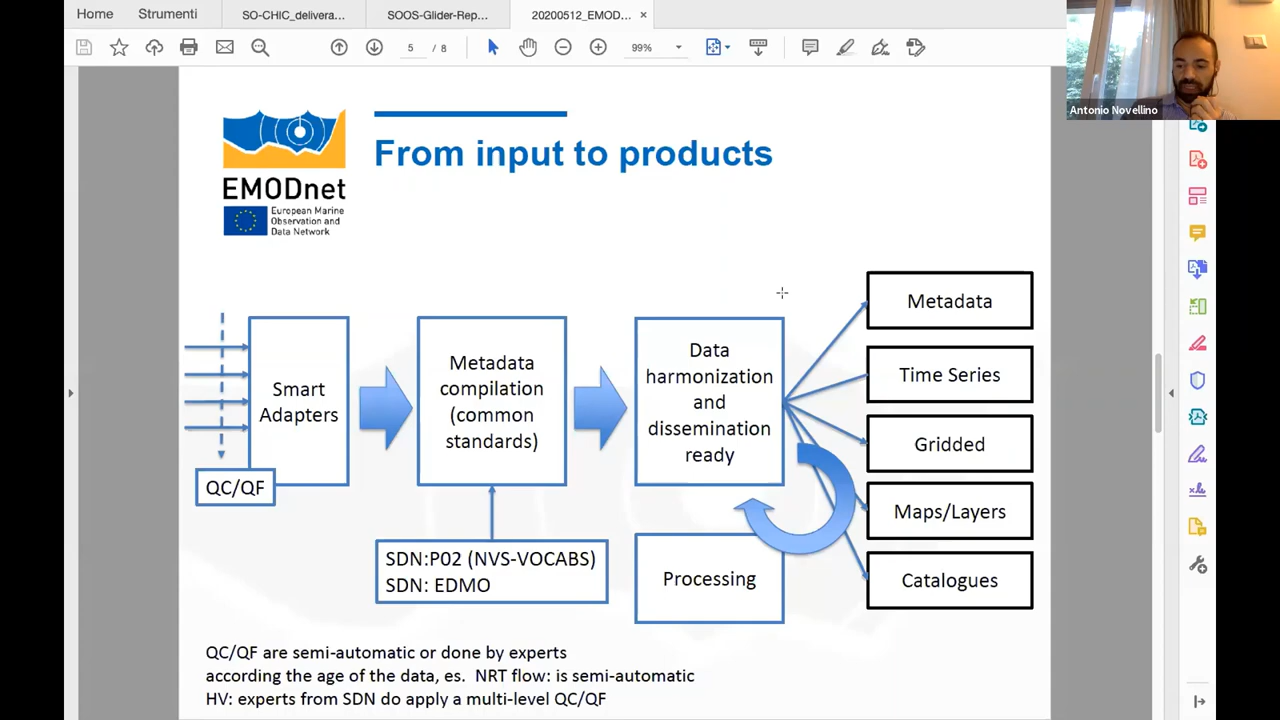 Home Strumenti SO-CHIC_delivera... SOOS-Glider-Rep... 20200512_EMOD... ×
5 / 8 99%
Antonio Novellino
EMODnet
European Marine
Observation and
Data Network
From input to products
Smart
Adapters
QC/QF
Metadata
compilation
(common
standards)
SDN:P02 (NVS-VOCABS)
SDN: EDMO
Data
harmonization
and
dissemination
ready
Processing
Metadata
Time Series
Gridded
Maps/Layers
Catalogues
QC/QF are semi-automatic or done by experts
according the age of the data, es. NRT flow: is semi-automatic
HV: experts from SDN do apply a multi-level QC/QF